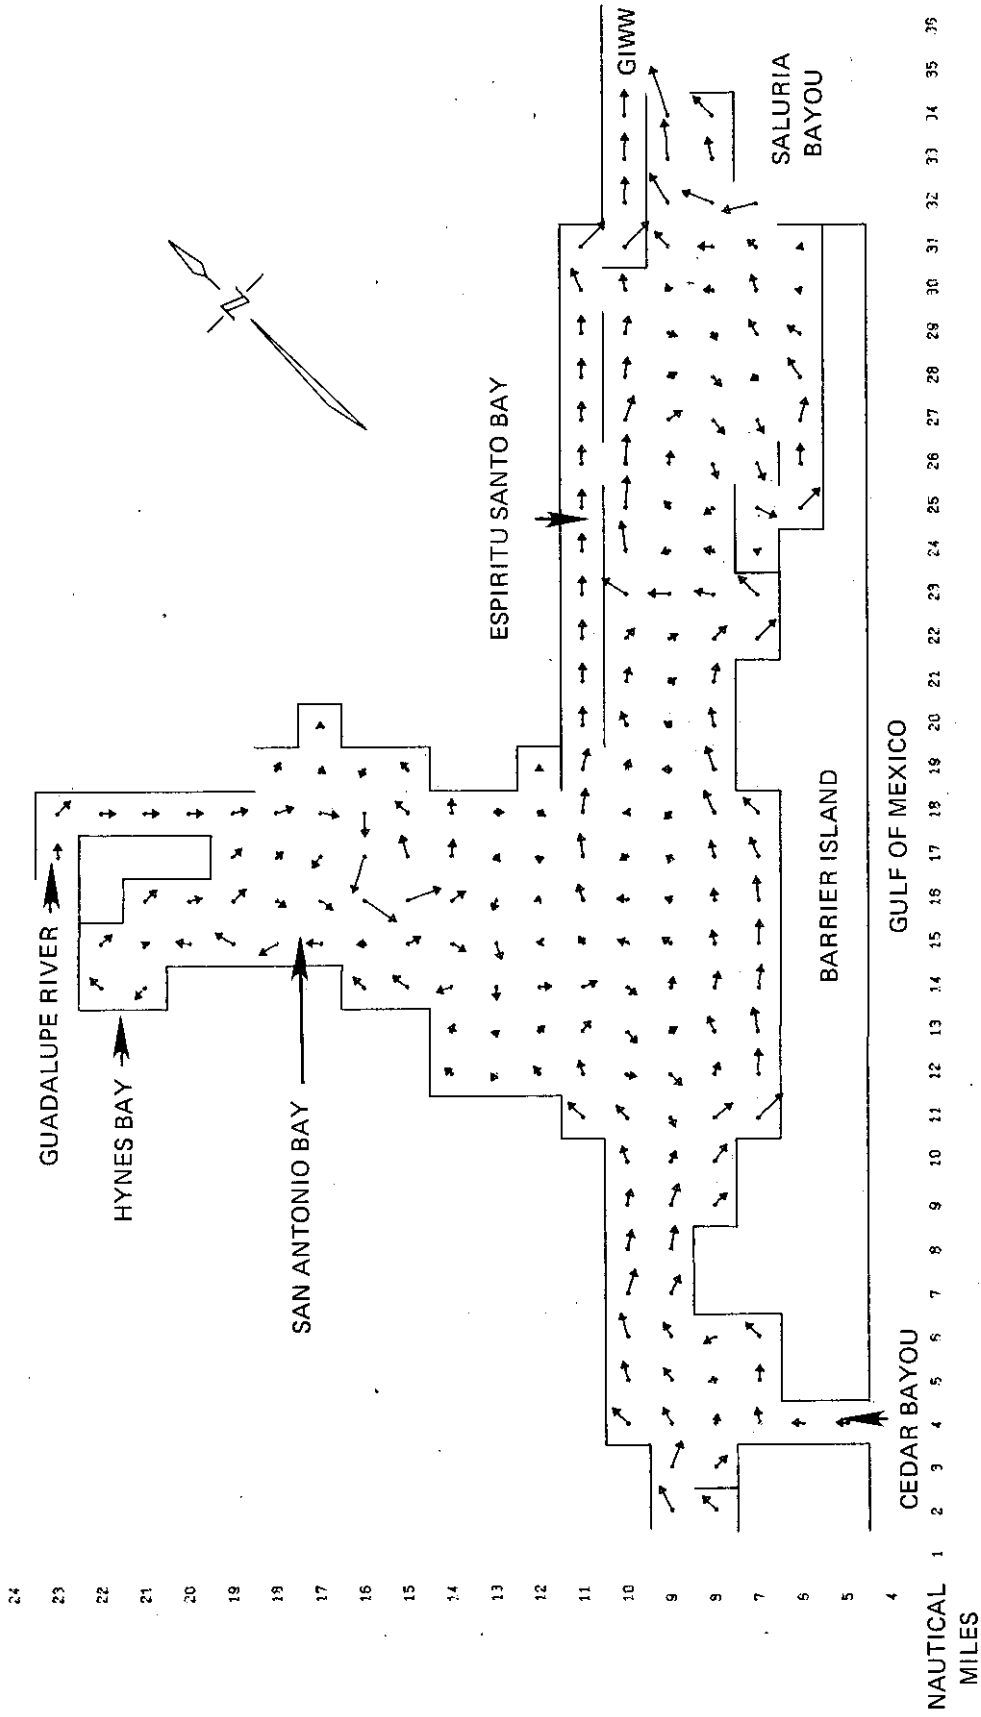 N
GIWW
SALURIA
BAYOU
ESPIRITU SANTO BAY
GUADALUPE RIVER
HYNES BAY
SAN ANTONIO BAY
BARRIER ISLAND
GULF OF MEXICO
CEDAR BAYOU
24
23
22
21
20
19
18
17
16
14
13
12
11
10
9
7
5
4
NAUTICAL
MILES
1 2 3 4 5 6 7 8 9 10 11 12 13 14 15 16 17 18 19 20 21 22 23 24 25 26 27 28 29 30 31 32 33 34 35